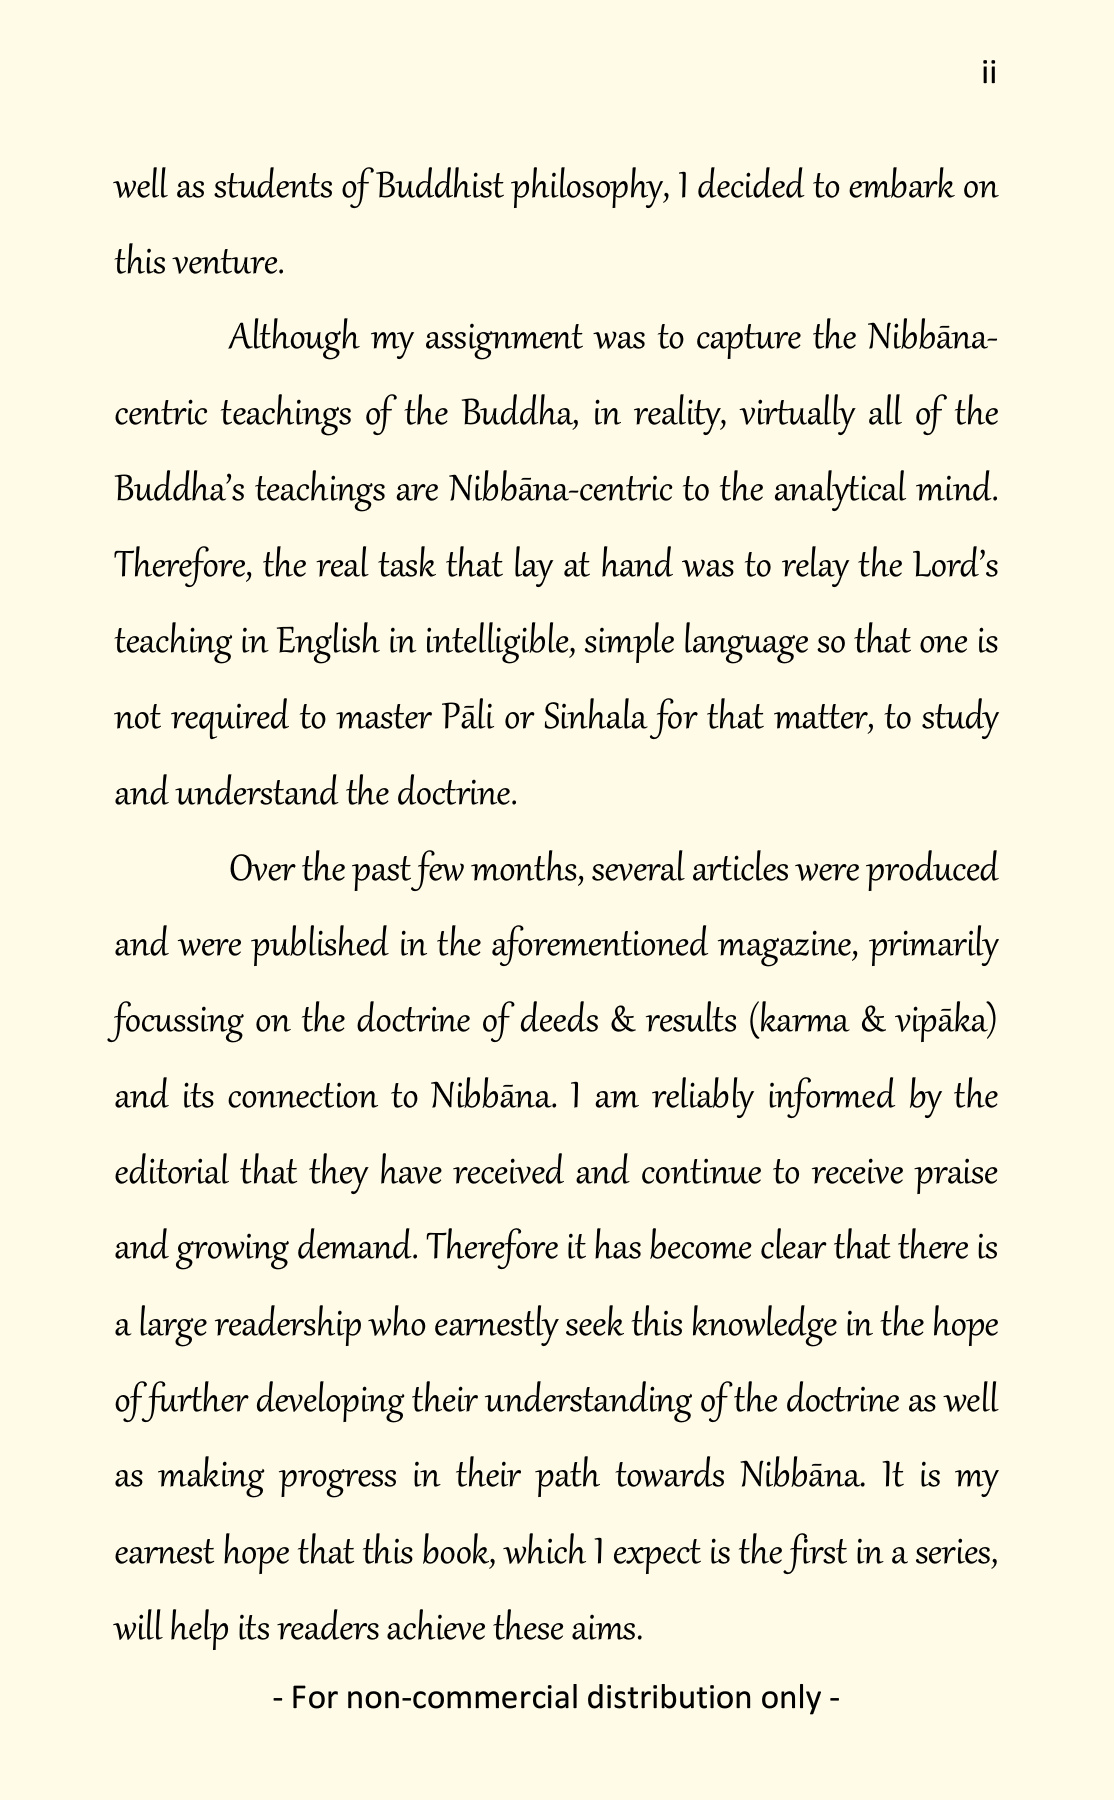 ii
well as students of Buddhist philosophy, I decided to embark on
this venture.
Although my assignment was to capture the Nibbāna-
centric teachings of the Buddha, in reality, virtually all of the
Buddha’s teachings are Nibbāna-centric to the analytical mind.
Therefore, the real task that lay at hand was to relay the Lord’s
teaching in English in intelligible, simple language so that one is
not required to master Pāli or Sinhala for that matter, to study
and understand the doctrine.
Over the past few months, several articles were produced
and were published in the aforementioned magazine, primarily
focussing on the doctrine of deeds & results (karma & vipāka)
and its connection to Nibbāna. I am reliably informed by the
editorial that they have received and continue to receive praise
and growing demand. Therefore it has become clear that there is
a large readership who earnestly seek this knowledge in the hope
of further developing their understanding of the doctrine as well
as making progress in their path towards Nibbāna. It is my
earnest hope that this book, which I expect is the first in a series,
will help its readers achieve these aims.
- For non-commercial distribution only -